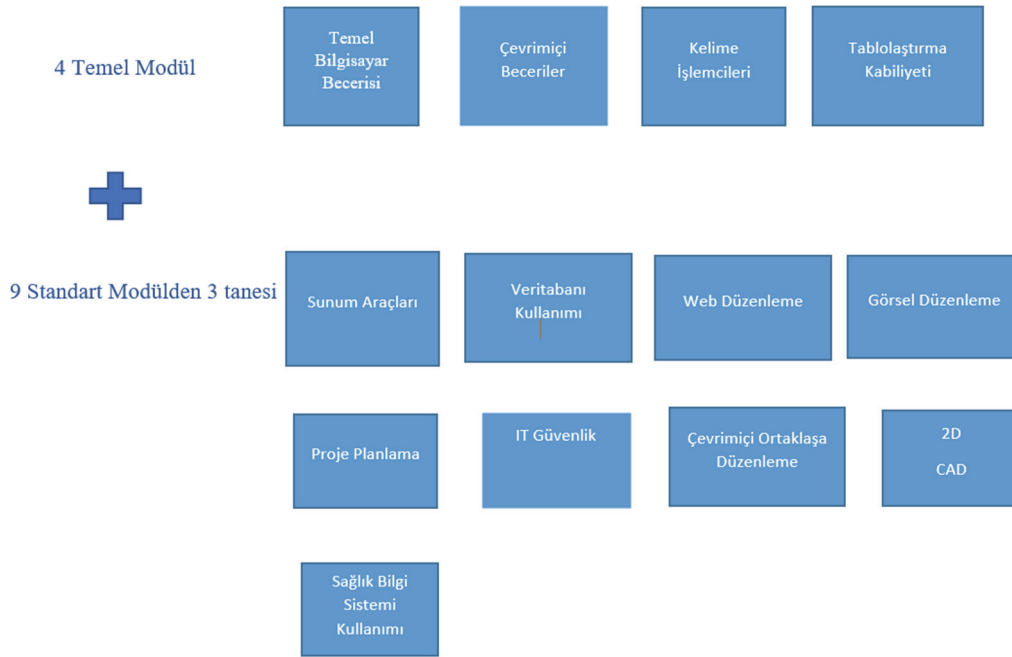 4 Temel Modül
Temel
Bilgisayar
Becerisi
Çevrimiçi
Beceriler
Kelime
İşlemcileri
Tablolaştırma
Kabiliyeti
9 Standart Modülden 3 tanesi
Sunum Araçları
Veritabanı
Kullanımı
Web Düzenleme
Görsel Düzenleme
Proje Planlama
IT Güvenlik
Çevrimiçi Ortaklaşa
Düzenleme
2D
CAD
Sağlık Bilgi
Sistemi
Kullanımı